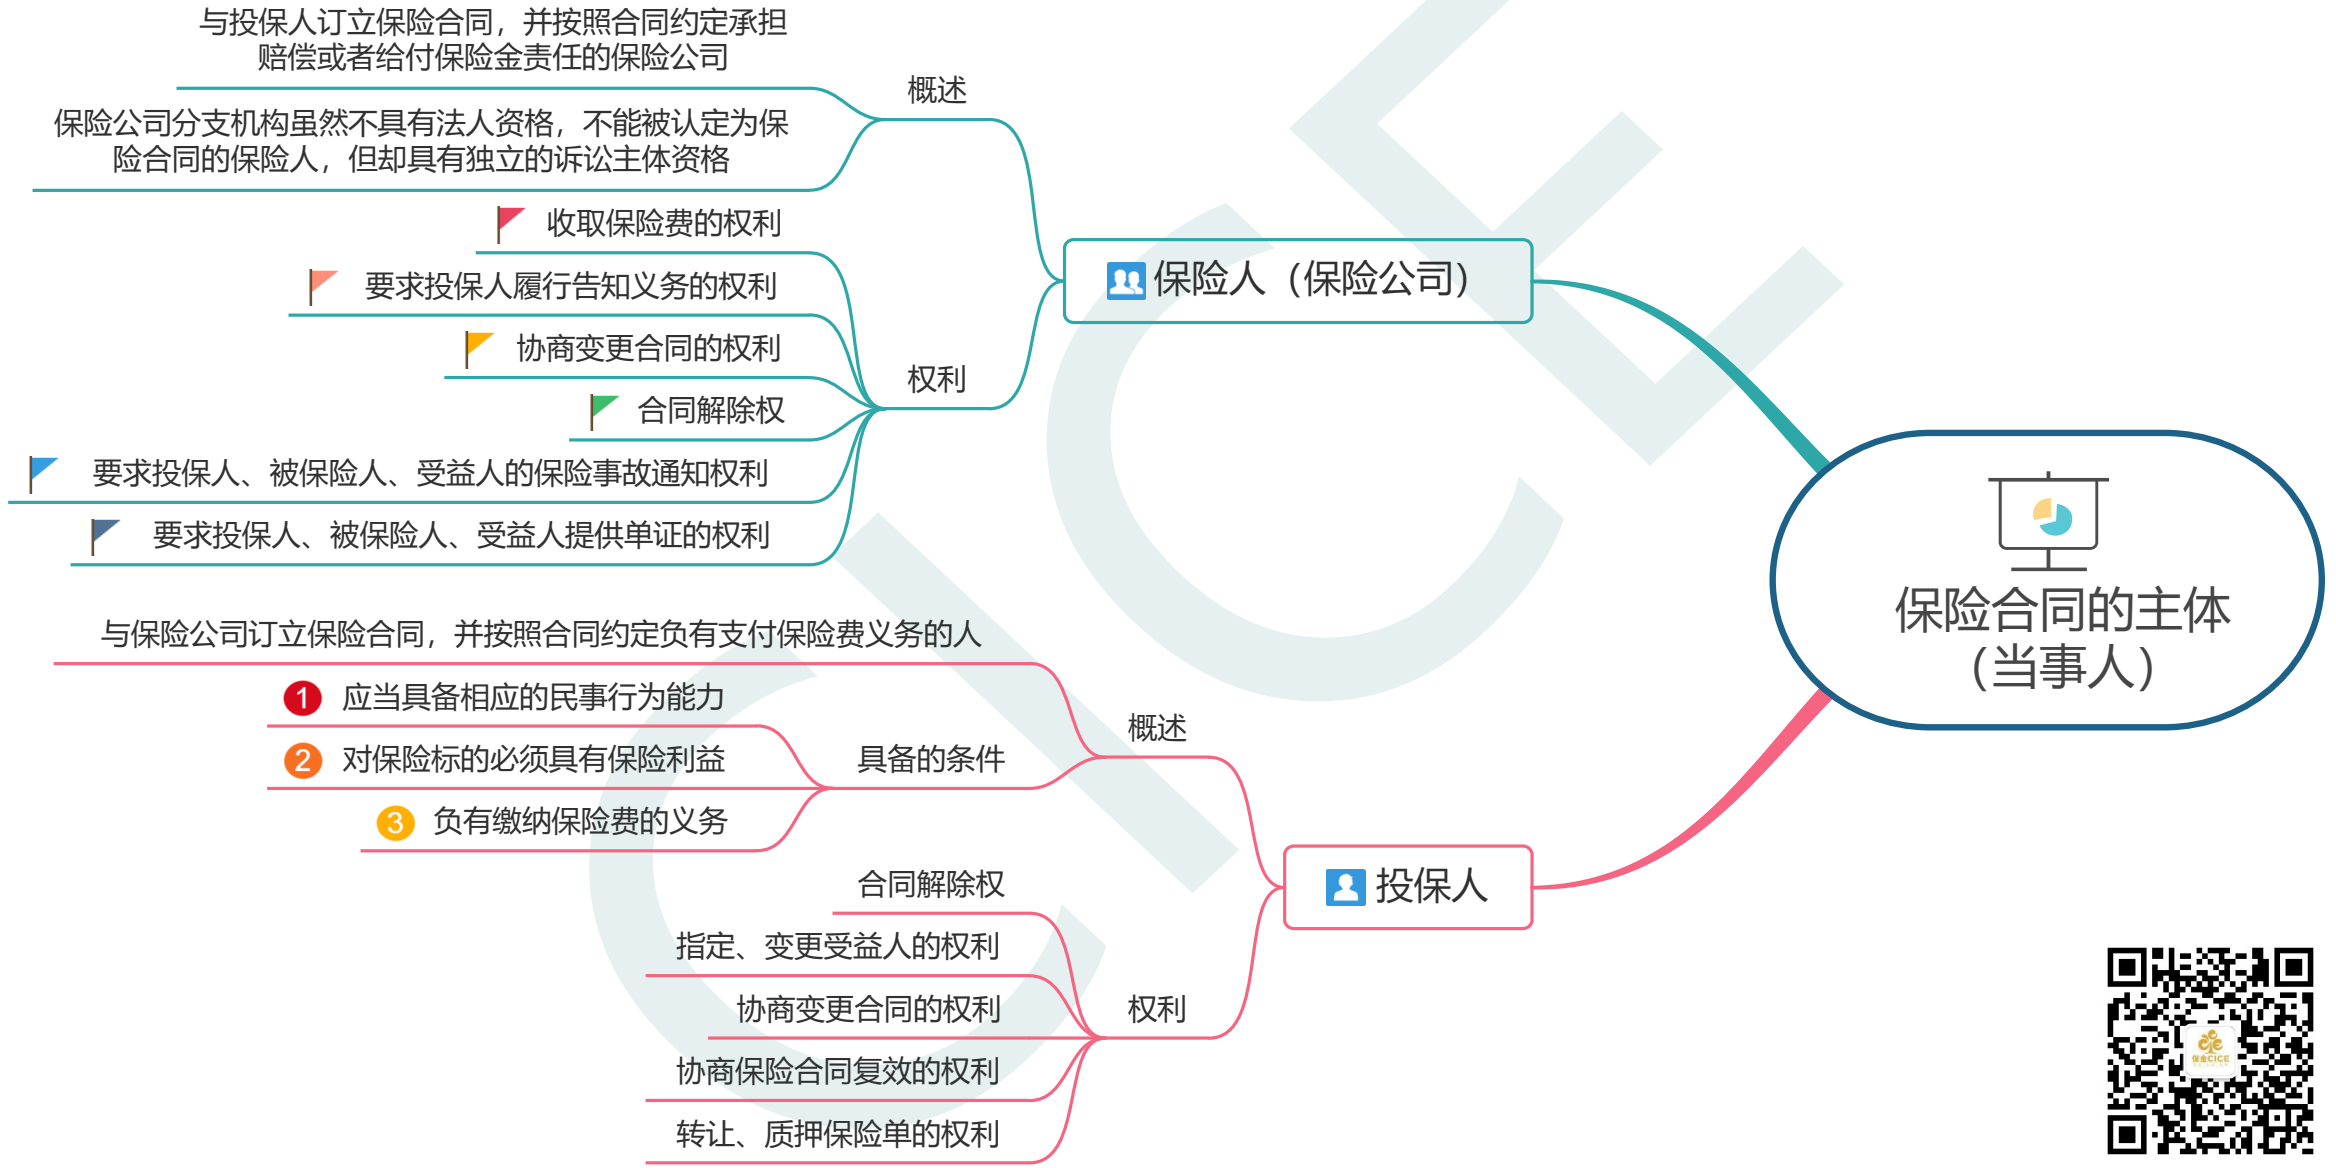 保险合同的主体
（当事人）
保险人（保险公司）
概述
与投保人订立保险合同，并按照合同约定承担
赔偿或者给付保险金责任的保险公司
保险公司分支机构虽然不具有法人资格，不能被认定为保
险合同的保险人，但却具有独立的诉讼主体资格
权利
收取保险费的权利
要求投保人履行告知义务的权利
协商变更合同的权利
合同解除权
要求投保人、被保险人、受益人的保险事故通知权利
要求投保人、被保险人、受益人提供单证的权利
投保人
概述
与保险公司订立保险合同，并按照合同约定负有支付保险费义务的人
具备的条件
1 应当具备相应的民事行为能力
2 对保险标的必须具有保险利益
3 负有缴纳保险费的义务
权利
合同解除权
指定、变更受益人的权利
协商变更合同的权利
协商保险合同复效的权利
转让、质押保险单的权利
CICE
保金CICE